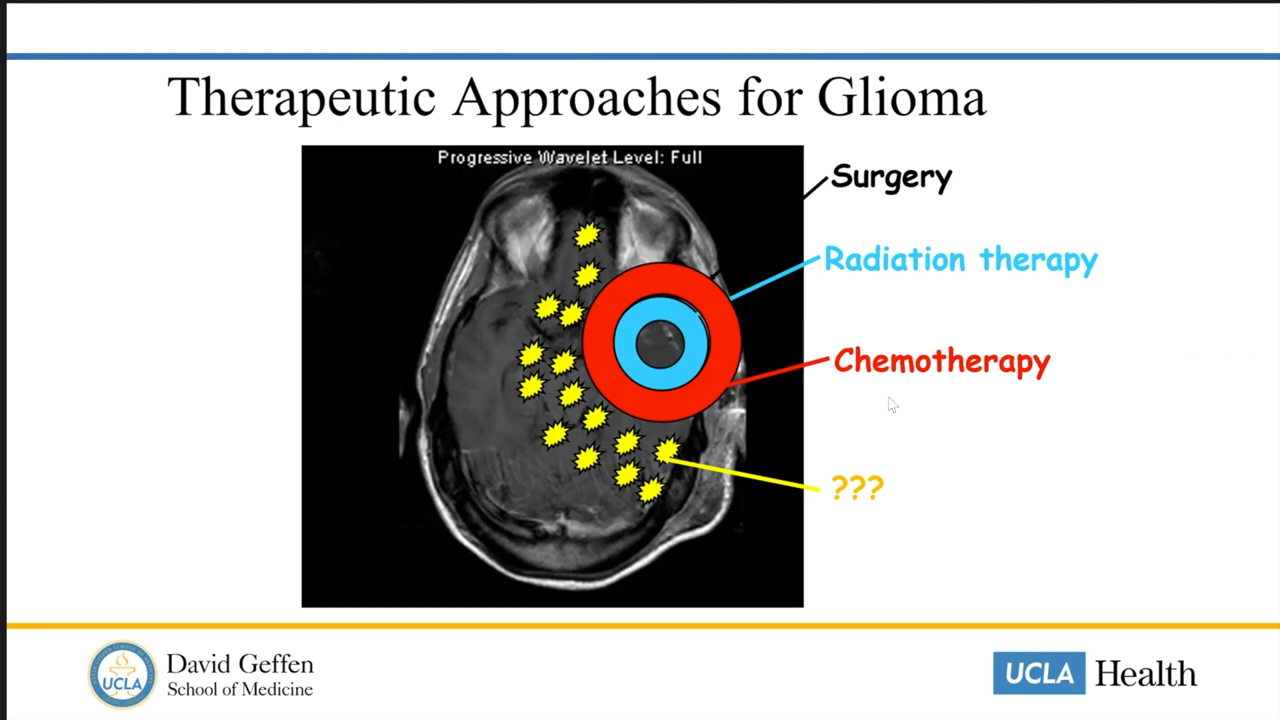 Therapeutic Approaches for Glioma
Progressive Wavelet Level: Full
Surgery
Radiation therapy
Chemotherapy
???
UCLA
David Geffen
School of Medicine
UCLA Health